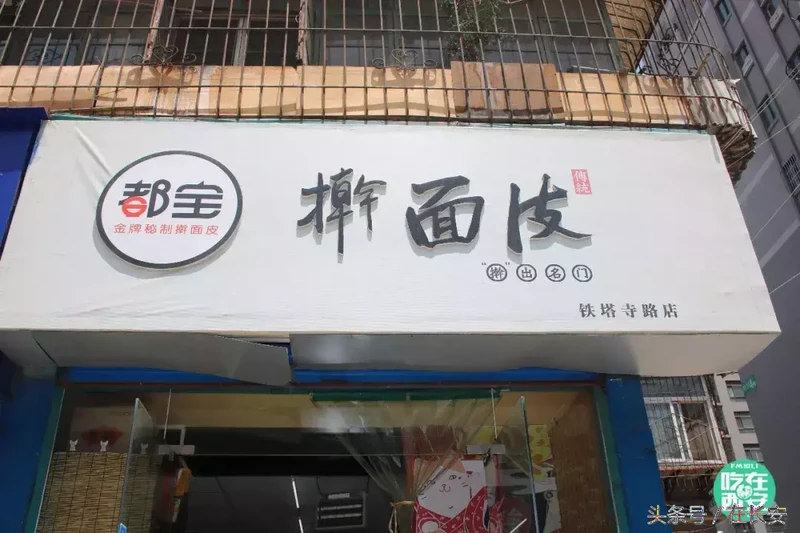 都宝
金牌秘制擀面皮
擀面皮
傳統
"擀"出名门
铁塔寺路店
FM101.1
吃在西安
头条号 / 在长安